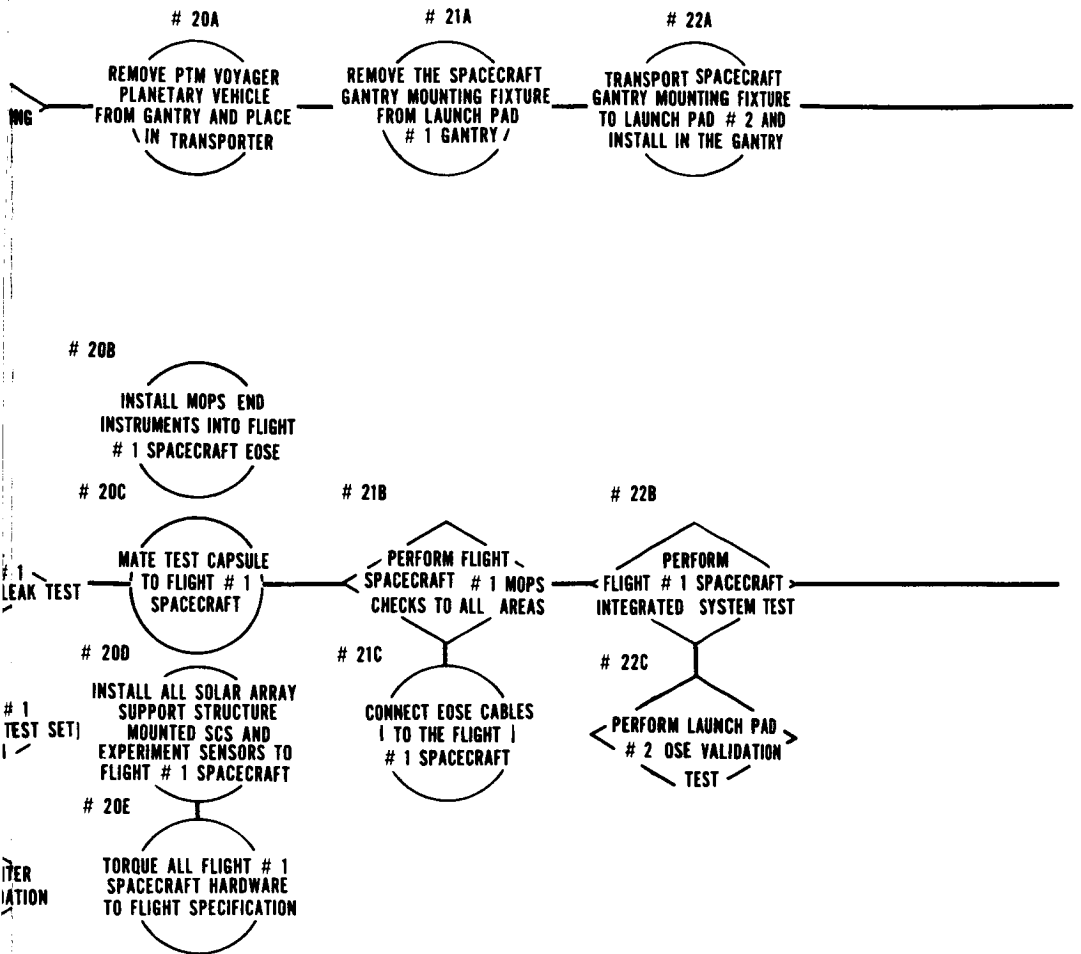 # 20A
# 21A
# 22A
REMOVE PTM VOYAGER
PLANETARY VEHICLE
FROM GANTRY AND PLACE
IN TRANSPORTER
REMOVE THE SPACECRAFT
GANTRY MOUNTING FIXTURE
FROM LAUNCH PAD
# 1 GANTRY
TRANSPORT SPACECRAFT
GANTRY MOUNTING FIXTURE
TO LAUNCH PAD # 2 AND
INSTALL IN THE GANTRY
# 20B
INSTALL MOPS END
INSTRUMENTS INTO FLIGHT
# 1 SPACECRAFT EOSE
# 20C
# 21B
# 22B
# 1
LEAK TEST
MATE TEST CAPSULE
TO FLIGHT # 1
SPACECRAFT
PERFORM FLIGHT
SPACECRAFT # 1 MOPS
CHECKS TO ALL AREAS
PERFORM
FLIGHT # 1 SPACECRAFT
INTEGRATED SYSTEM TEST
# 20D
# 21C
# 22C
# 1
TEST SET
INSTALL ALL SOLAR ARRAY
SUPPORT STRUCTURE
MOUNTED SCS AND
EXPERIMENT SENSORS TO
FLIGHT # 1 SPACECRAFT
CONNECT EOSE CABLES
TO THE FLIGHT
# 1 SPACECRAFT
PERFORM LAUNCH PAD
# 2 OSE VALIDATION
TEST
# 20E
TORQUE ALL FLIGHT # 1
SPACECRAFT HARDWARE
TO FLIGHT SPECIFICATION